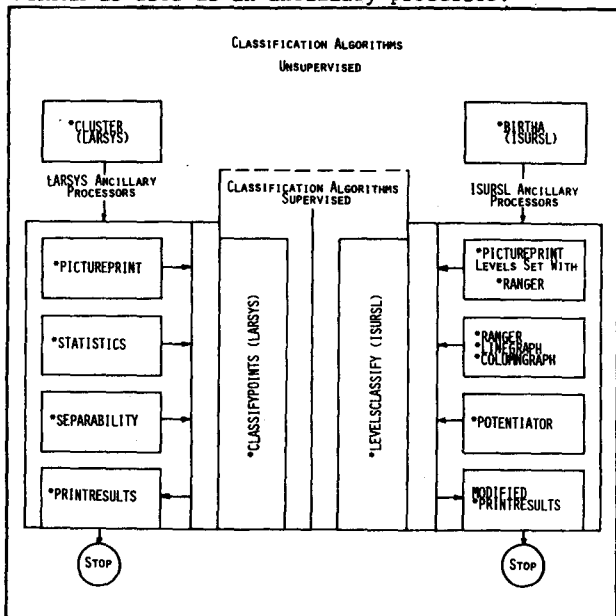 CLASSIFICATION ALGORITHMS
UNSUPERVISED
*CLUSTER
(LARSYS)
*BIRTHA
(ISURSL)
LARSYS ANCILLARY
PROCESSORS
ISURSL ANCILLARY
PROCESSORS
CLASSIFICATION ALGORITHMS
SUPERVISED
*PICTUREPRINT
*STATISTICS
*SEPARABILITY
*PRINTRESULTS
*CLASSIFYPOINTS (LARSYS)
*LEVELSCLASSIFY (ISURSL)
*PICTUREPRINT
LEVELS SET WITH
*RANGER
*RANGER
*LINEGRAPH
*COLUMNGRAPH
*POTENTIATOR
MODIFIED
*PRINTRESULTS
STOP
STOP